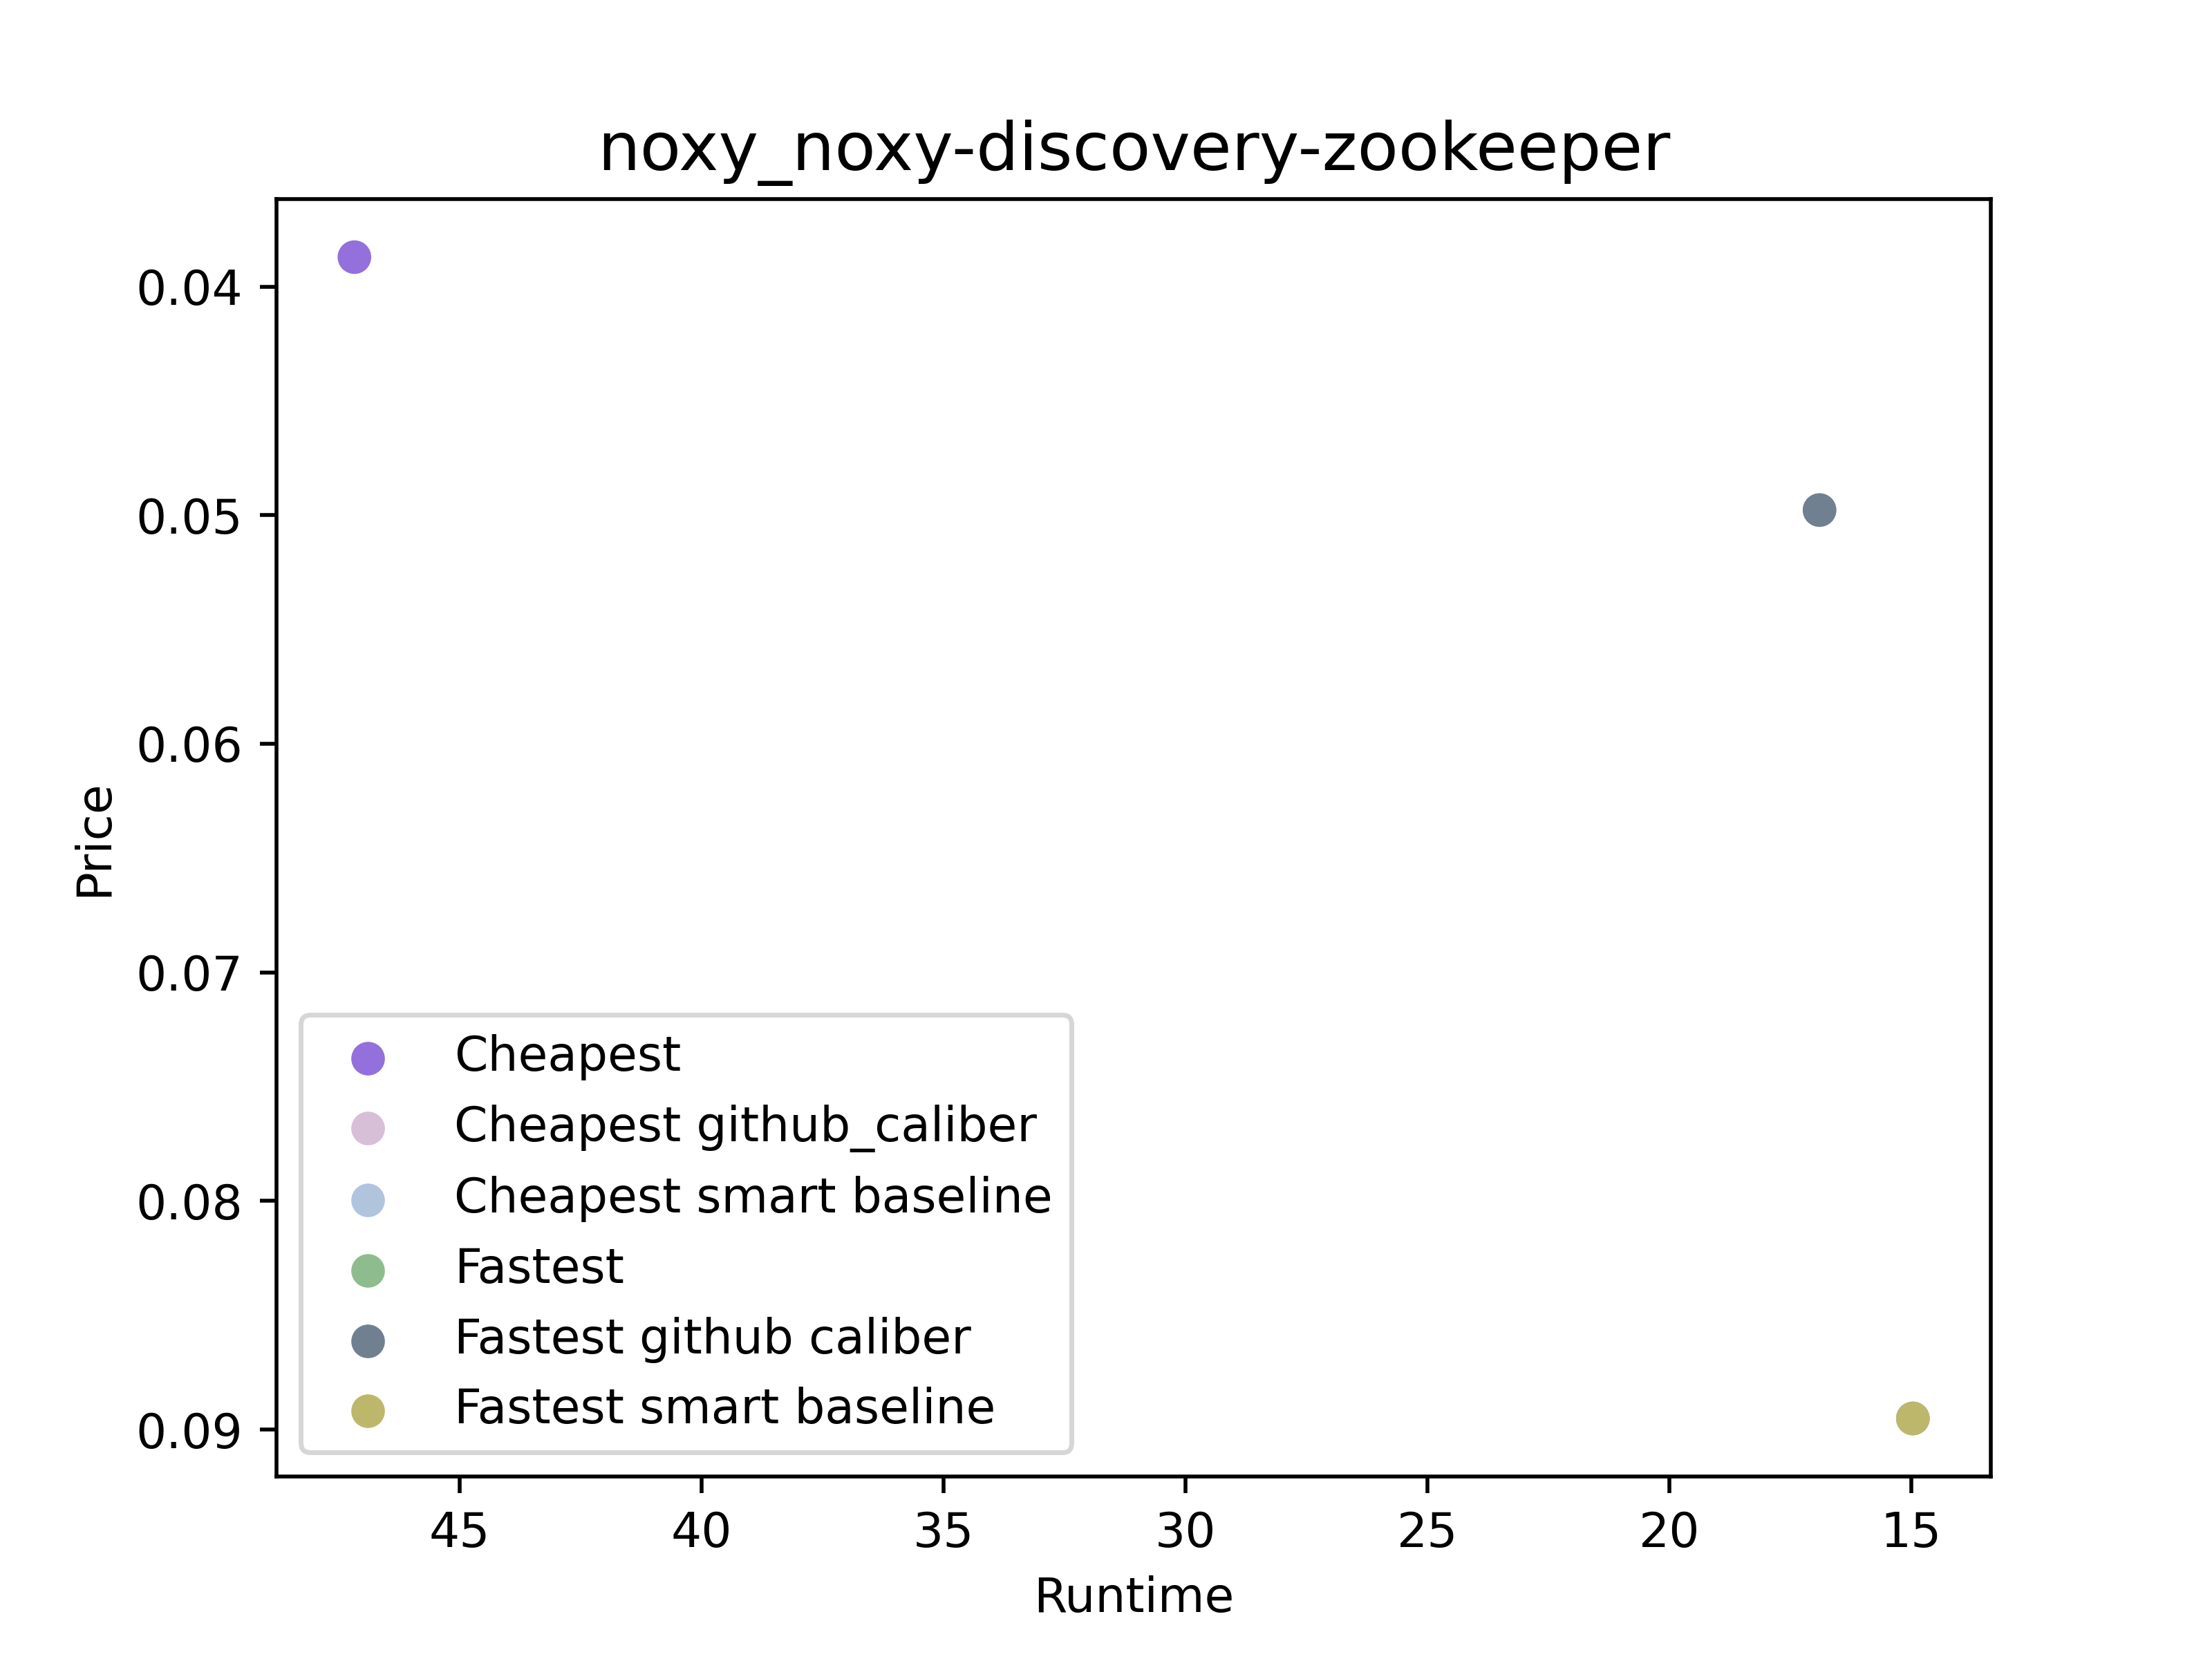 noxy_noxy-discovery-zookeeper
0.04
0.05
0.06
0.07
0.08
0.09
Price
Cheapest
Cheapest github_caliber
Cheapest smart baseline
Fastest
Fastest github caliber
Fastest smart baseline
45 40 35 30 25 20 15
Runtime